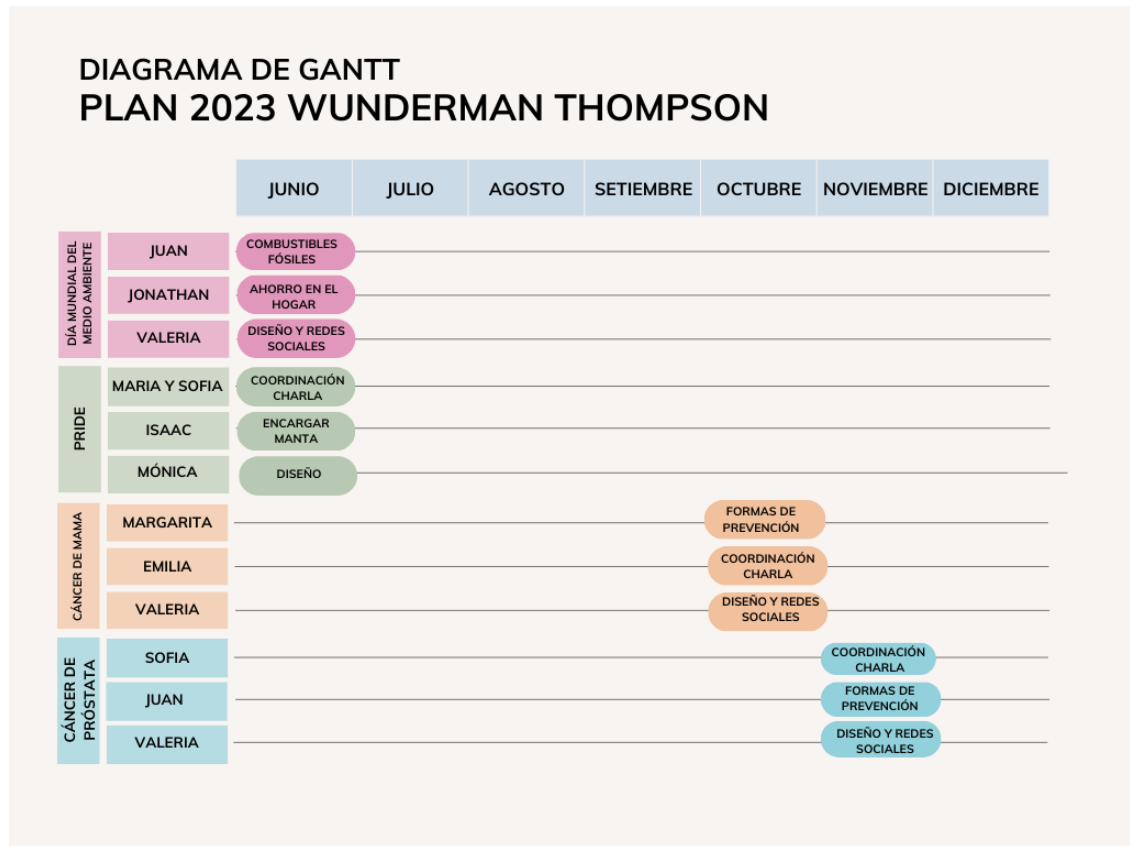 DIAGRAMA DE GANTT
PLAN 2023 WUNDERMAN THOMPSON
JUNIO JULIO AGOSTO SETIEMBRE OCTUBRE NOVIEMBRE DICIEMBRE
DÍA MUNDIAL DEL
MEDIO AMBIENTE
JUAN
COMBUSTIBLES
FÓSILES
JONATHAN
AHORRO EN EL
HOGAR
VALERIA
DISEÑO Y REDES
SOCIALES
PRIDE
MARIA Y SOFIA
COORDINACIÓN
CHARLA
ISAAC
ENCARGAR
MANTA
MÓNICA
DISEÑO
CÁNCER DE MAMA
MARGARITA
FORMAS DE
PREVENCIÓN
EMILIA
COORDINACIÓN
CHARLA
VALERIA
DISEÑO Y REDES
SOCIALES
CÁNCER DE
PRÓSTATA
SOFIA
COORDINACIÓN
CHARLA
JUAN
FORMAS DE
PREVENCIÓN
VALERIA
DISEÑO Y REDES
SOCIALES